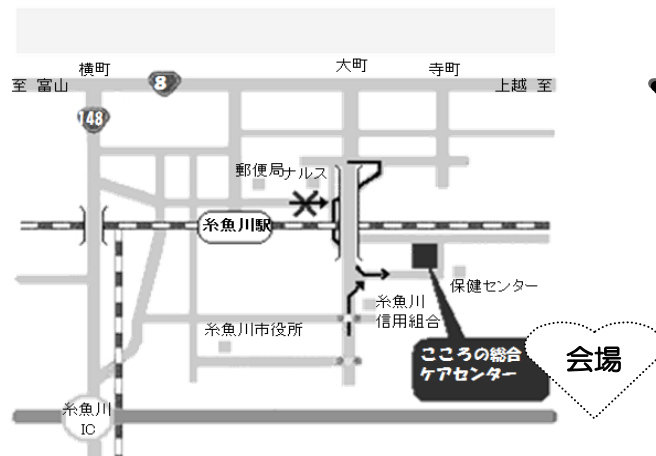 横町
大町
寺町
至 富山
8
上越 至
148
郵便局
ナルス
糸魚川駅
保健センター
糸魚川
信用組合
糸魚川市役所
こころの総合
ケアセンター
会場
糸魚川
IC